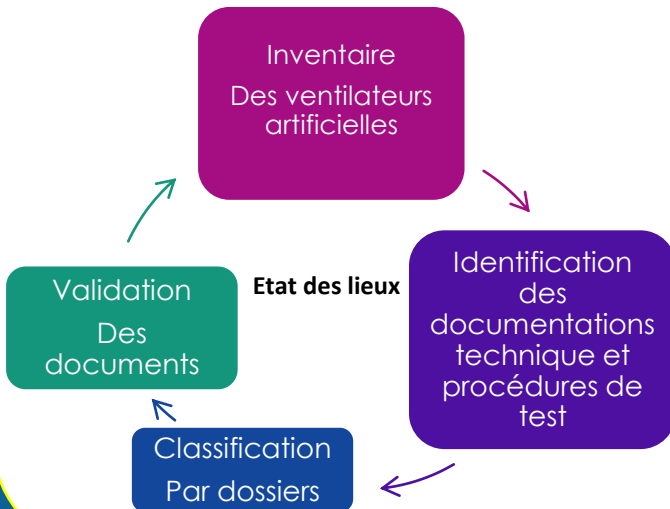 Inventaire
Des ventilateurs
artificielles
Identification
des
documentations
technique et
procédures de
test
Etat des lieux
Validation
Des
documents
Classification
Par dossiers